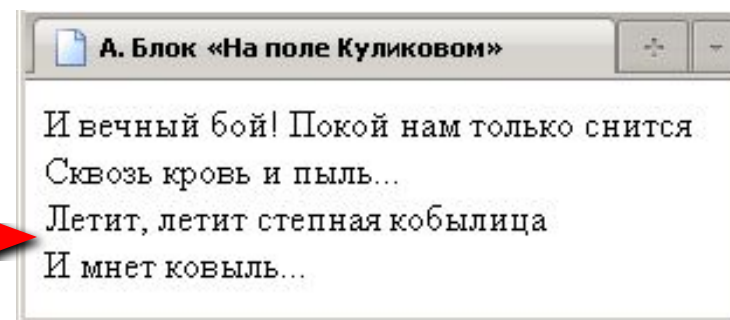 А. Блок «На поле Куликовом»
И вечный бой! Покой нам только снится
Сквозь кровь и пыль...
Летит, летит степная кобылица
И мнет ковыль...